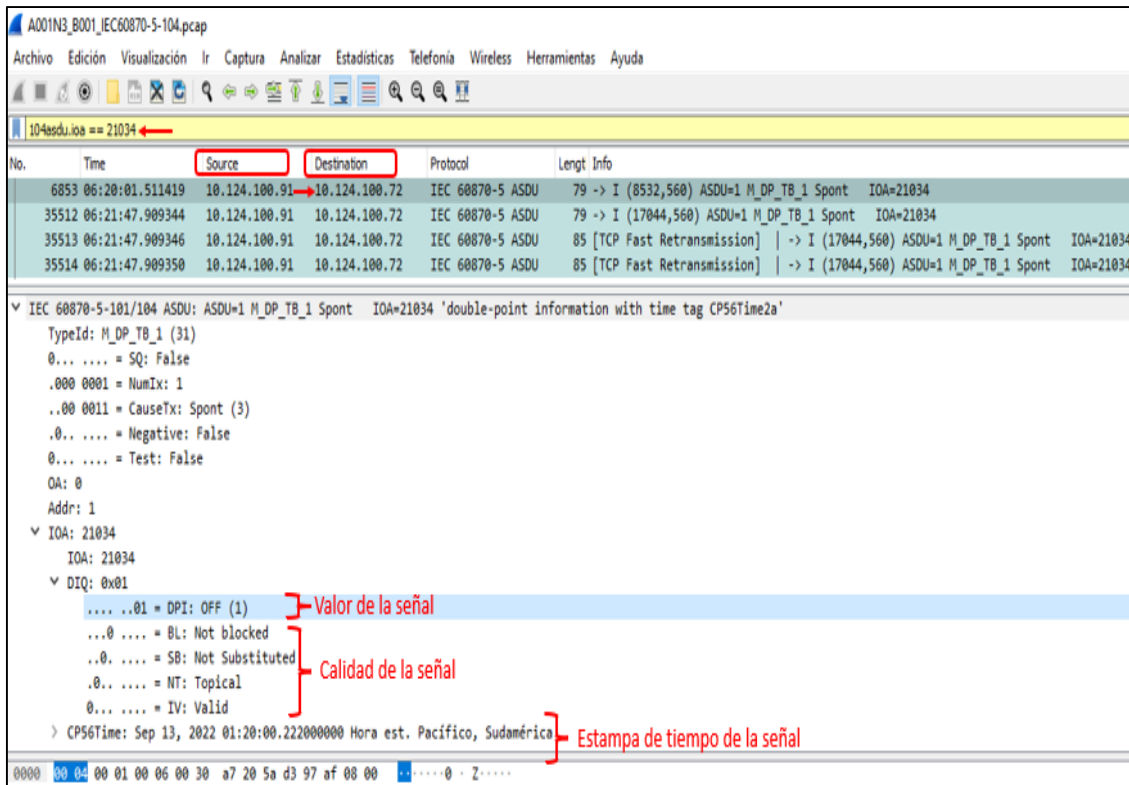 A001N3_B001_IEC60870-5-104.pcap
Archivo Edición Visualización Ir Captura Analizar Estadísticas Telefonía Wireless Herramientas Ayuda
104asdu.ioa == 21034
No. Time Source Destination Protocol Lengt Info
6853 06:20:01.511419 10.124.100.91 10.124.100.72 IEC 60870-5 ASDU 79 -> I (8532,560) ASDU=1 M_DP_TB_1 Spont IOA=21034
35512 06:21:47.909344 10.124.100.91 10.124.100.72 IEC 60870-5 ASDU 79 -> I (17044,560) ASDU=1 M_DP_TB_1 Spont IOA=21034
35513 06:21:47.909346 10.124.100.91 10.124.100.72 IEC 60870-5 ASDU 85 [TCP Fast Retransmission] | -> I (17044,560) ASDU=1 M_DP_TB_1 Spont IOA=21034
35514 06:21:47.909350 10.124.100.91 10.124.100.72 IEC 60870-5 ASDU 85 [TCP Fast Retransmission] | -> I (17044,560) ASDU=1 M_DP_TB_1 Spont IOA=21034
IEC 60870-5-101/104 ASDU: ASDU=1 M_DP_TB_1 Spont IOA=21034 'double-point information with time tag CP56Time2a'
TypeId: M_DP_TB_1 (31)
0... .... = SQ: False
.000 0001 = NumIx: 1
..00 0011 = CauseTx: Spont (3)
.0.. .... = Negative: False
0... .... = Test: False
OA: 0
Addr: 1
IOA: 21034
IOA: 21034
DIQ: 0x01
.... ..01 = DPI: OFF (1) Valor de la señal
...0 .... = BL: Not blocked
..0. .... = SB: Not Substituted
Calidad de la señal
.0.. .... = NT: Topical
0... .... = IV: Valid
CP56Time: Sep 13, 2022 01:20:00.222000000 Hora est. Pacífico, Sudamérica
Estampa de tiempo de la señal
0000 00 04 00 01 00 06 00 30 a7 20 5a d3 97 af 08 00 ·······0 · Z·····